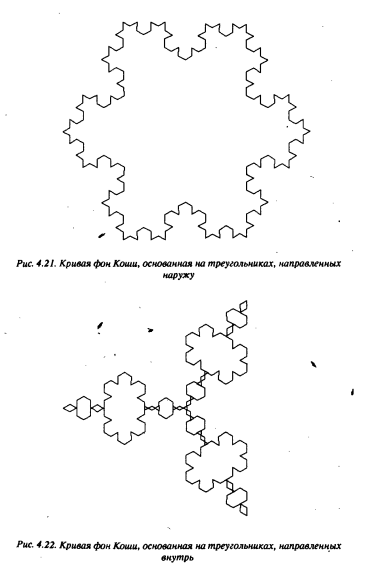 Рис. 4.21. Кривая фон Коши, основанная на треугольниках, направленных
наружу
Рис. 4.22. Кривая фон Коши, основанная на треугольниках, направленных
внутрь